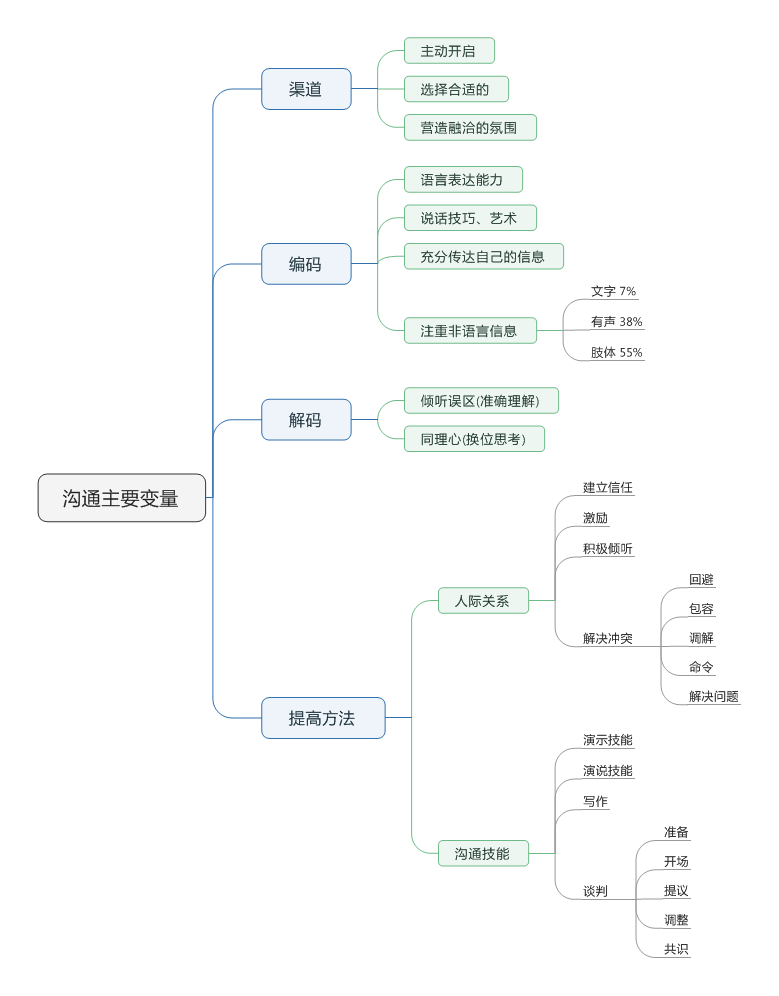 沟通主要变量
渠道
主动开启
选择合适的
营造融洽的氛围
编码
语言表达能力
说话技巧、艺术
充分传达自己的信息
注重非语言信息
文字 7%
有声 38%
肢体 55%
解码
倾听误区(准确理解)
同理心(换位思考)
提高方法
人际关系
建立信任
激励
积极倾听
解决冲突
回避
包容
调解
命令
解决问题
沟通技能
演示技能
演说技能
写作
谈判
准备
开场
提议
调整
共识